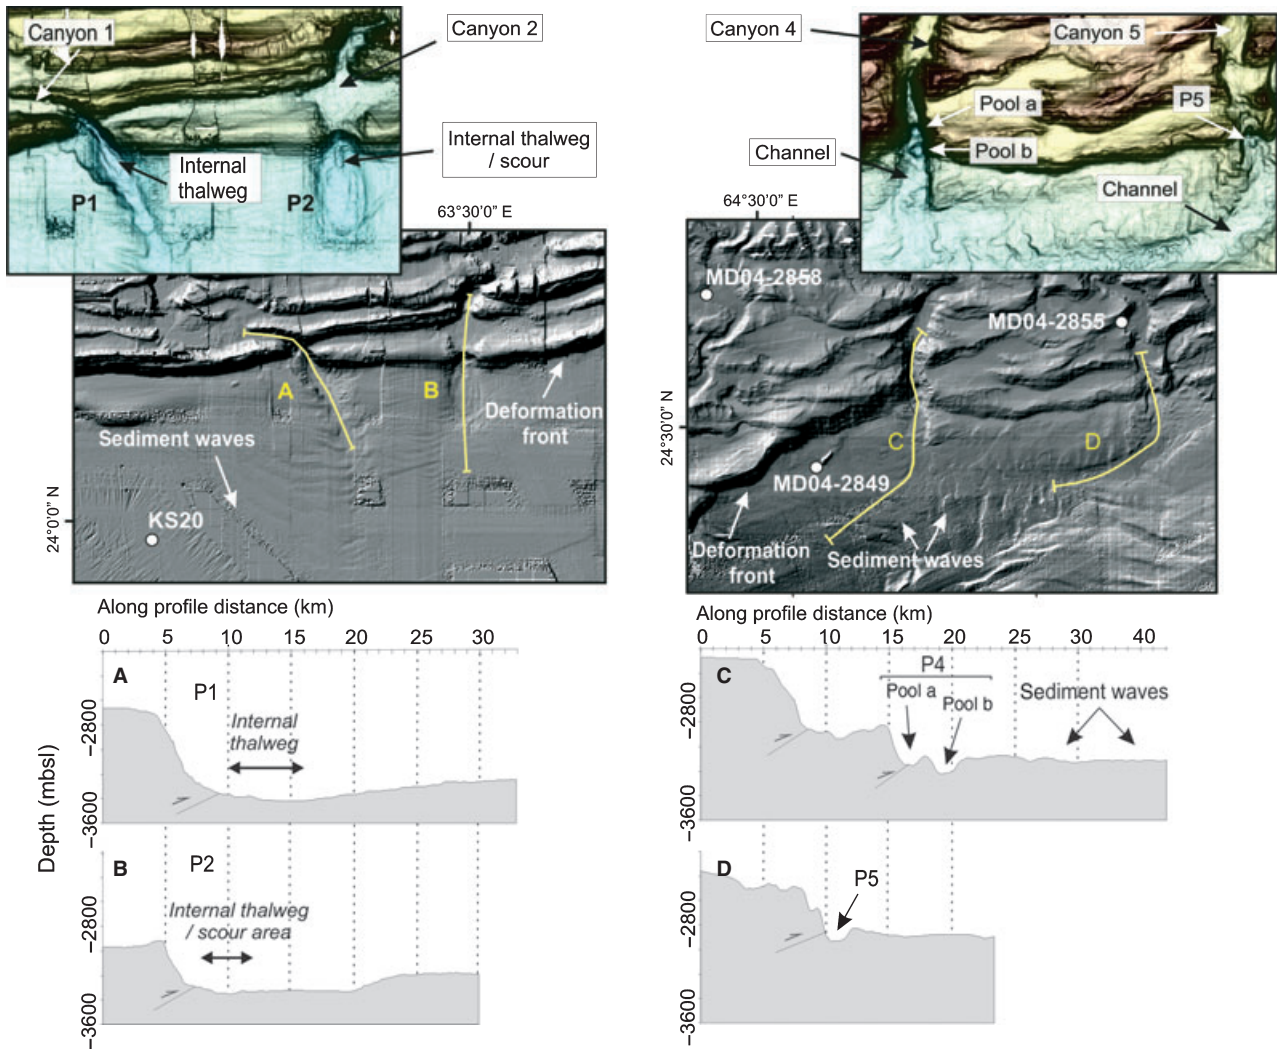 Canyon 1
Canyon 2
Internal thalweg
/ scour
Internal
thalweg
P1
P2
63°30'0" E
A
B
Deformation
front
Sediment waves
KS20
24°0'0" N
Canyon 4
Canyon 5
Pool a
P5
Pool b
Channel
Channel
64°30'0" E
MD04-2858
MD04-2855
24°30'0" N
C
D
MD04-2849
Deformation
front
Sediment waves
Along profile distance (km)
0 5 10 15 20 25 30
A
P1
Internal
thalweg
−2800
−3600
Depth (mbsl)
B
P2
Internal thalweg
/ scour area
−2800
−3600
Along profile distance (km)
0 5 10 15 20 25 30 40
C
P4
Pool a
Pool b
Sediment waves
−2800
−3600
D
P5
−2800
−3600